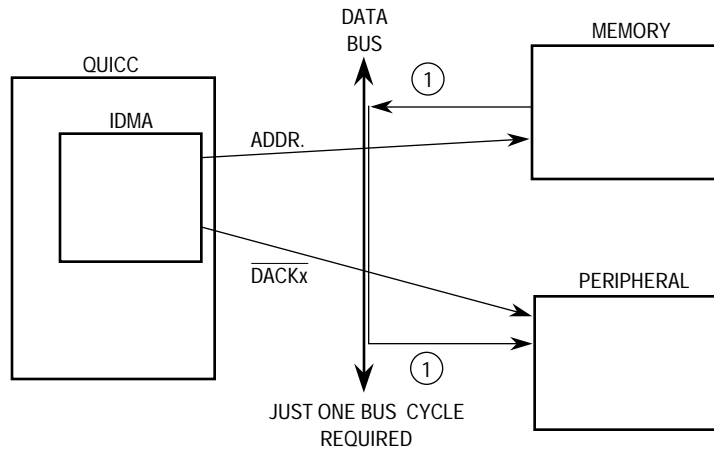 DATA
BUS
MEMORY
QUICC
1
IDMA
ADDR.
DACKx
PERIPHERAL
1
JUST ONE BUS CYCLE
REQUIRED